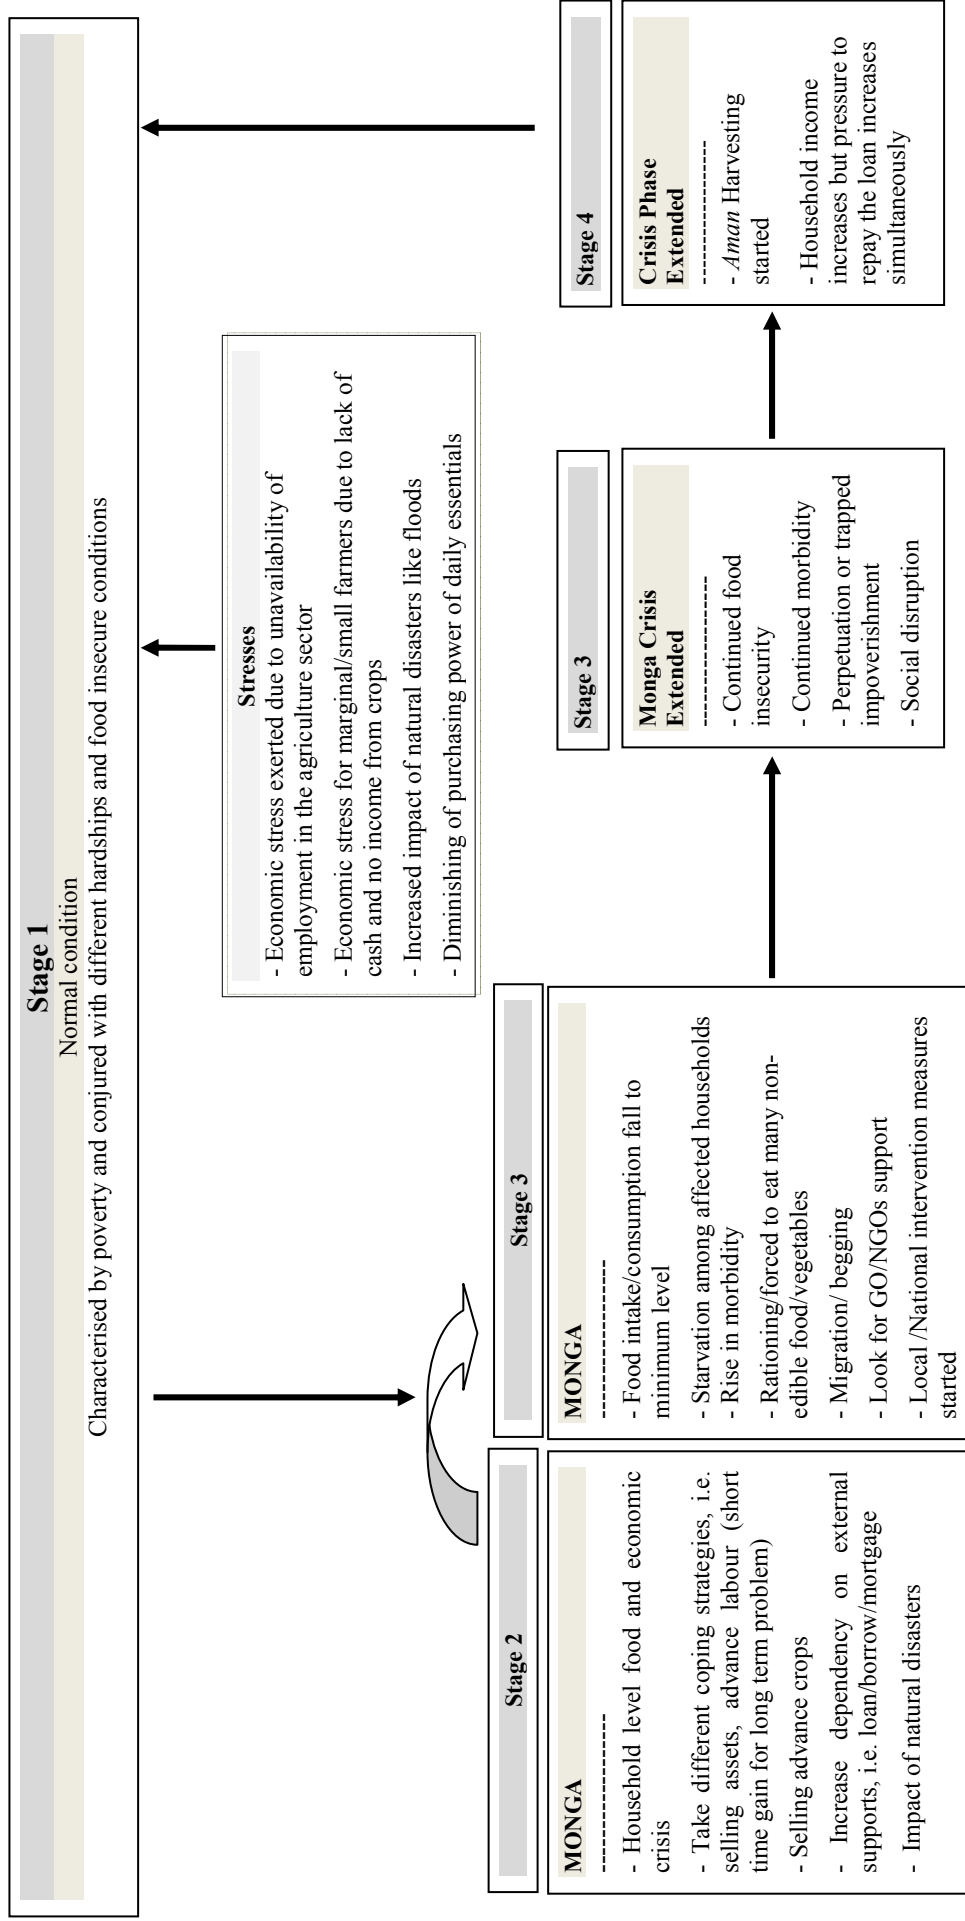 Stage 1
Normal condition
Characterised by poverty and conjured with different hardships and food insecure conditions
Stresses
- Economic stress exerted due to unavailability of
employment in the agriculture sector
- Economic stress for marginal/small farmers due to lack of
cash and no income from crops
- Increased impact of natural disasters like floods
- Diminishing of purchasing power of daily essentials
Stage 2
MONGA
---------------
- Household level food and economic
crisis
- Take different coping strategies, i.e.
selling assets, advance labour (short
time gain for long term problem)
- Selling advance crops
- Increase dependency on external
supports, i.e. loan/borrow/mortgage
- Impact of natural disasters
Stage 3
MONGA
---------------
- Food intake/consumption fall to
minimum level
- Starvation among affected households
- Rise in morbidity
- Rationing/forced to eat many non-
edible food/vegetables
- Migration/ begging
- Look for GO/NGOs support
- Local /National intervention measures
started
Stage 3
Monga Crisis
Extended
---------------
- Continued food
insecurity
- Continued morbidity
- Perpetuation or trapped
impoverishment
- Social disruption
Stage 4
Crisis Phase
Extended
---------------
- Aman Harvesting
started
- Household income
increases but pressure to
repay the loan increases
simultaneously